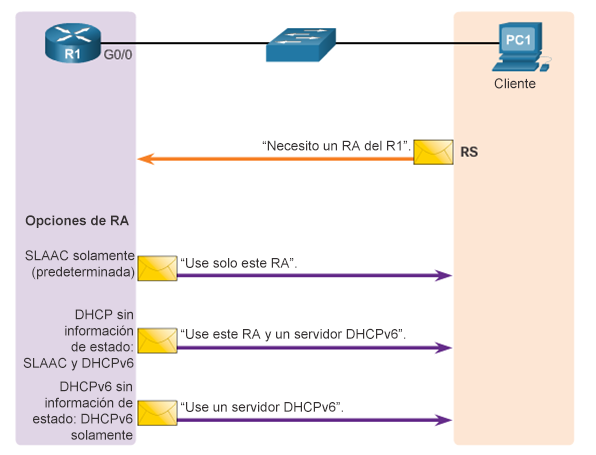 R1
G0/0
PC1
Cliente
“Necesito un RA del R1”.
RS
Opciones de RA
SLAAC solamente
(predeterminada)
“Use solo este RA”.
DHCP sin
información
de estado:
SLAAC y DHCPv6
“Use este RA y un servidor DHCPv6”.
DHCPv6 sin
información de
estado: DHCPv6
solamente
“Use un servidor DHCPv6”.